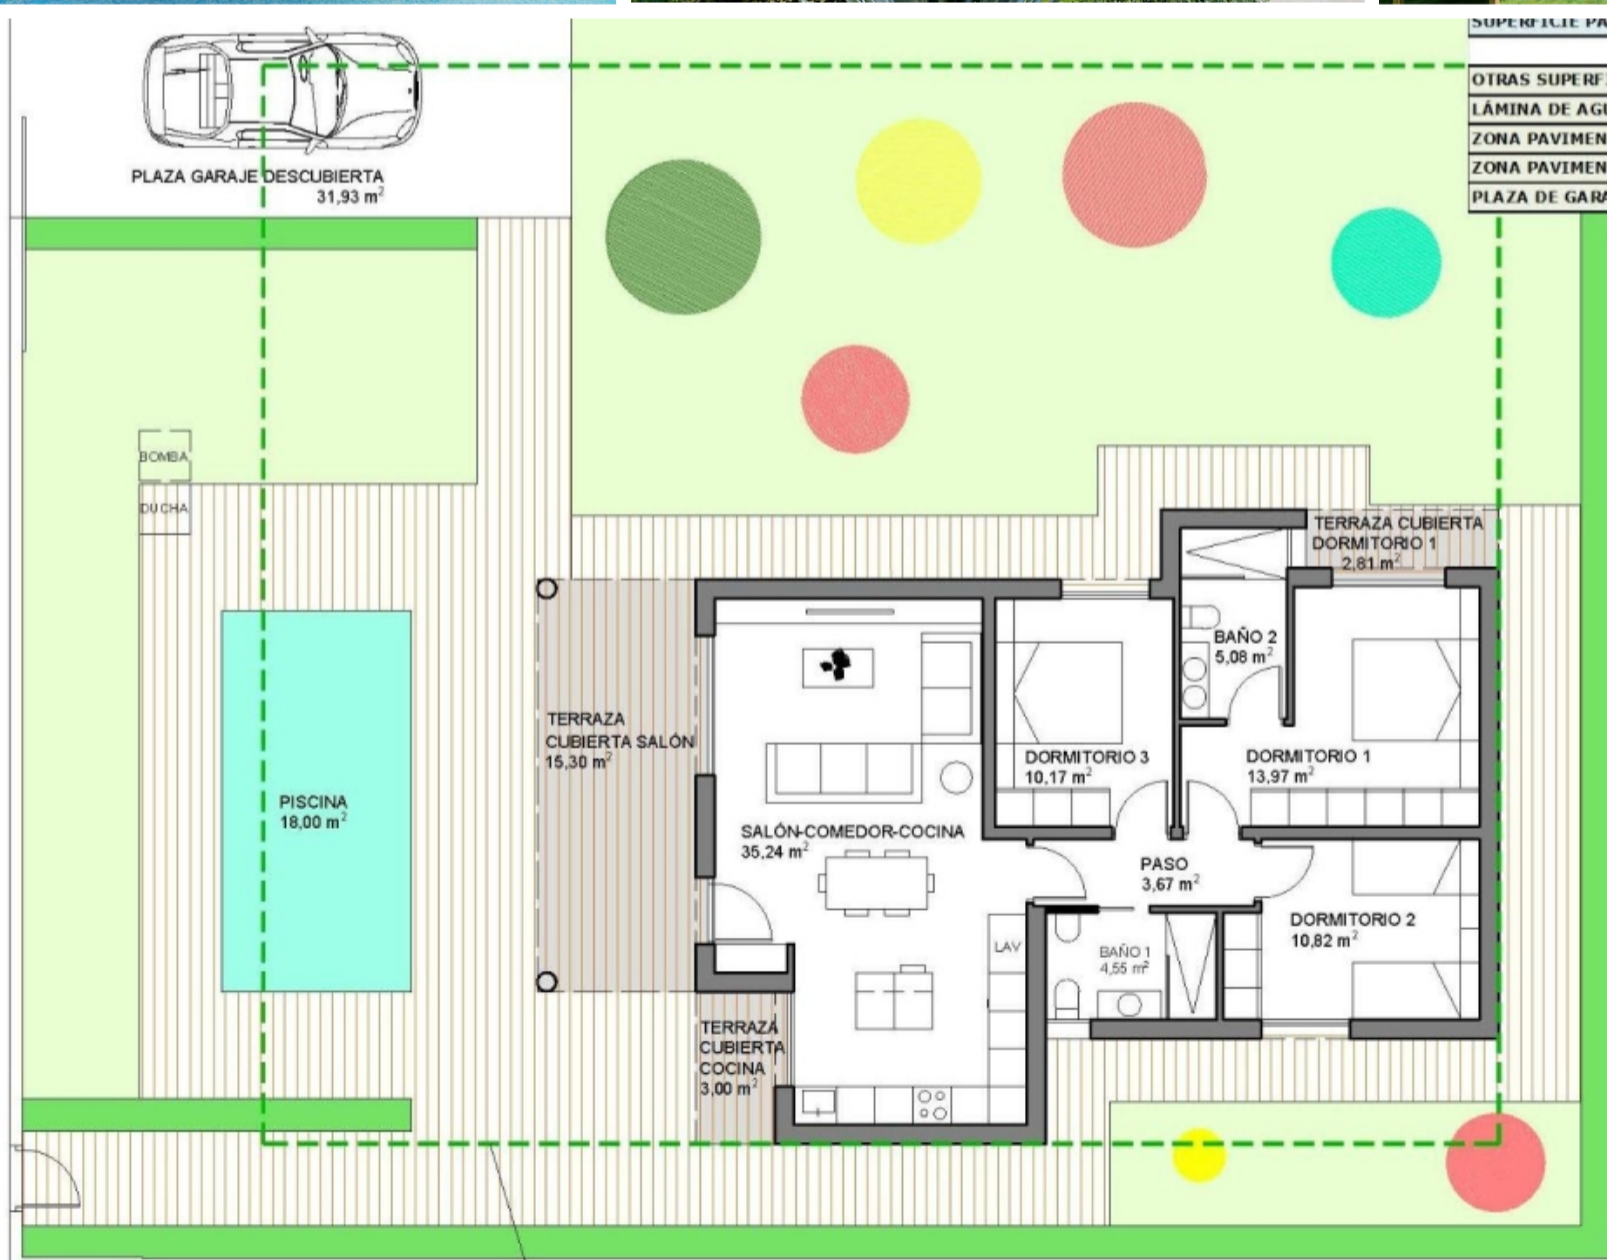 SUPERFICIE PA
OTRAS SUPERF
LÁMINA DE AGU
ZONA PAVIMEN
ZONA PAVIMEN
PLAZA DE GARA
PLAZA GARAJE DESCUBIERTA
31,93 m²
BOMBA
DUCHA
TERRAZA CUBIERTA
DORMITORIO 1
2,81 m²
BAÑO 2
5,08 m²
TERRAZA
CUBIERTA SALÓN
15,30 m²
DORMITORIO 3
10,17 m²
DORMITORIO 1
13,97 m²
PISCINA
18,00 m²
SALÓN-COMEDOR-COCINA
35,24 m²
PASO
3,67 m²
DORMITORIO 2
10,82 m²
LAV
BAÑO 1
4,55 m²
TERRAZA
CUBIERTA
COCINA
3,00 m²